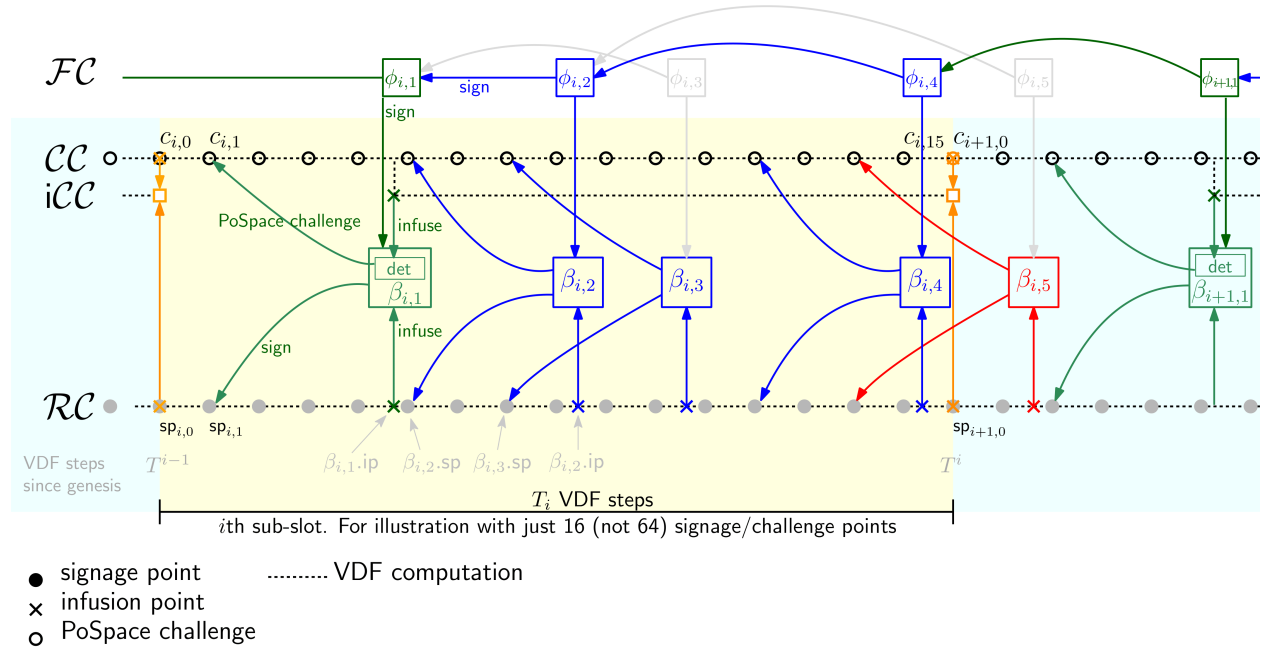 ϕ_{i,1} ϕ_{i,2} ϕ_{i,3} ϕ_{i,4} ϕ_{i,5} ϕ_{i+1,1}
ℱ𝒞
sign
sign
c_{i,0} c_{i,1} c_{i,15} c_{i+1,0}
𝒞𝒞
i𝒞𝒞
PoSpace challenge
infuse
det
β_{i,1}
β_{i,2} β_{i,3} β_{i,4} β_{i,5}
det
β_{i+1,1}
infuse
sign
ℛ𝒞
sp_{i,0} sp_{i,1} sp_{i+1,0}
VDF steps
since genesis
T^{i−1} β_{i,1}.ip β_{i,2}.sp β_{i,3}.sp β_{i,2}.ip T^i
T_i VDF steps
ith sub-slot. For illustration with just 16 (not 64) signage/challenge points
signage point
VDF computation
infusion point
PoSpace challenge